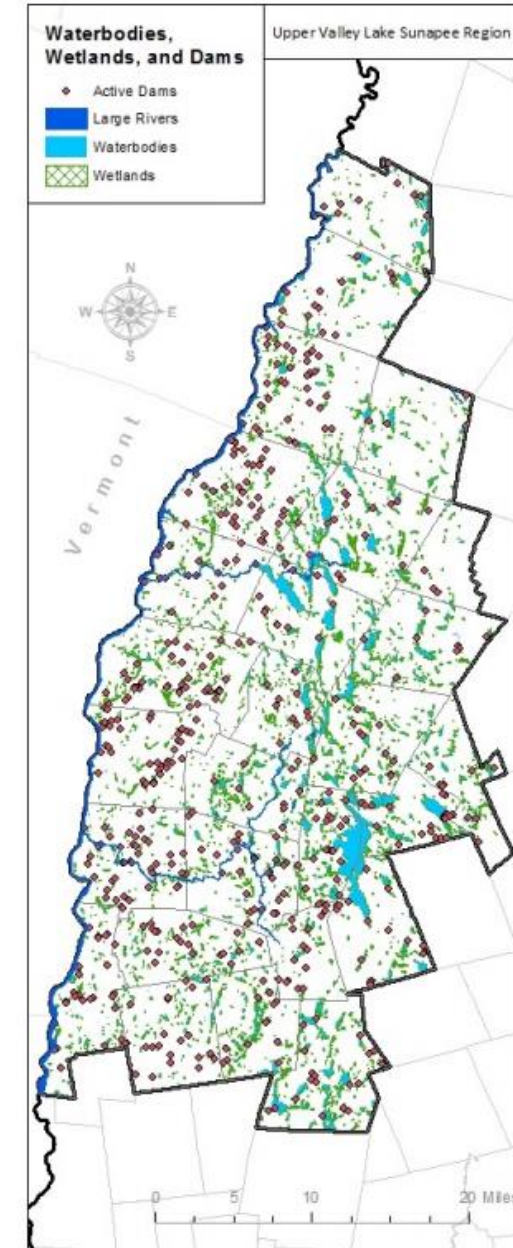 Waterbodies,
Wetlands, and Dams
Active Dams
Large Rivers
Waterbodies
Wetlands
Upper Valley Lake Sunapee Region
N
W E
S
Vermont
0 5 10 20 Miles